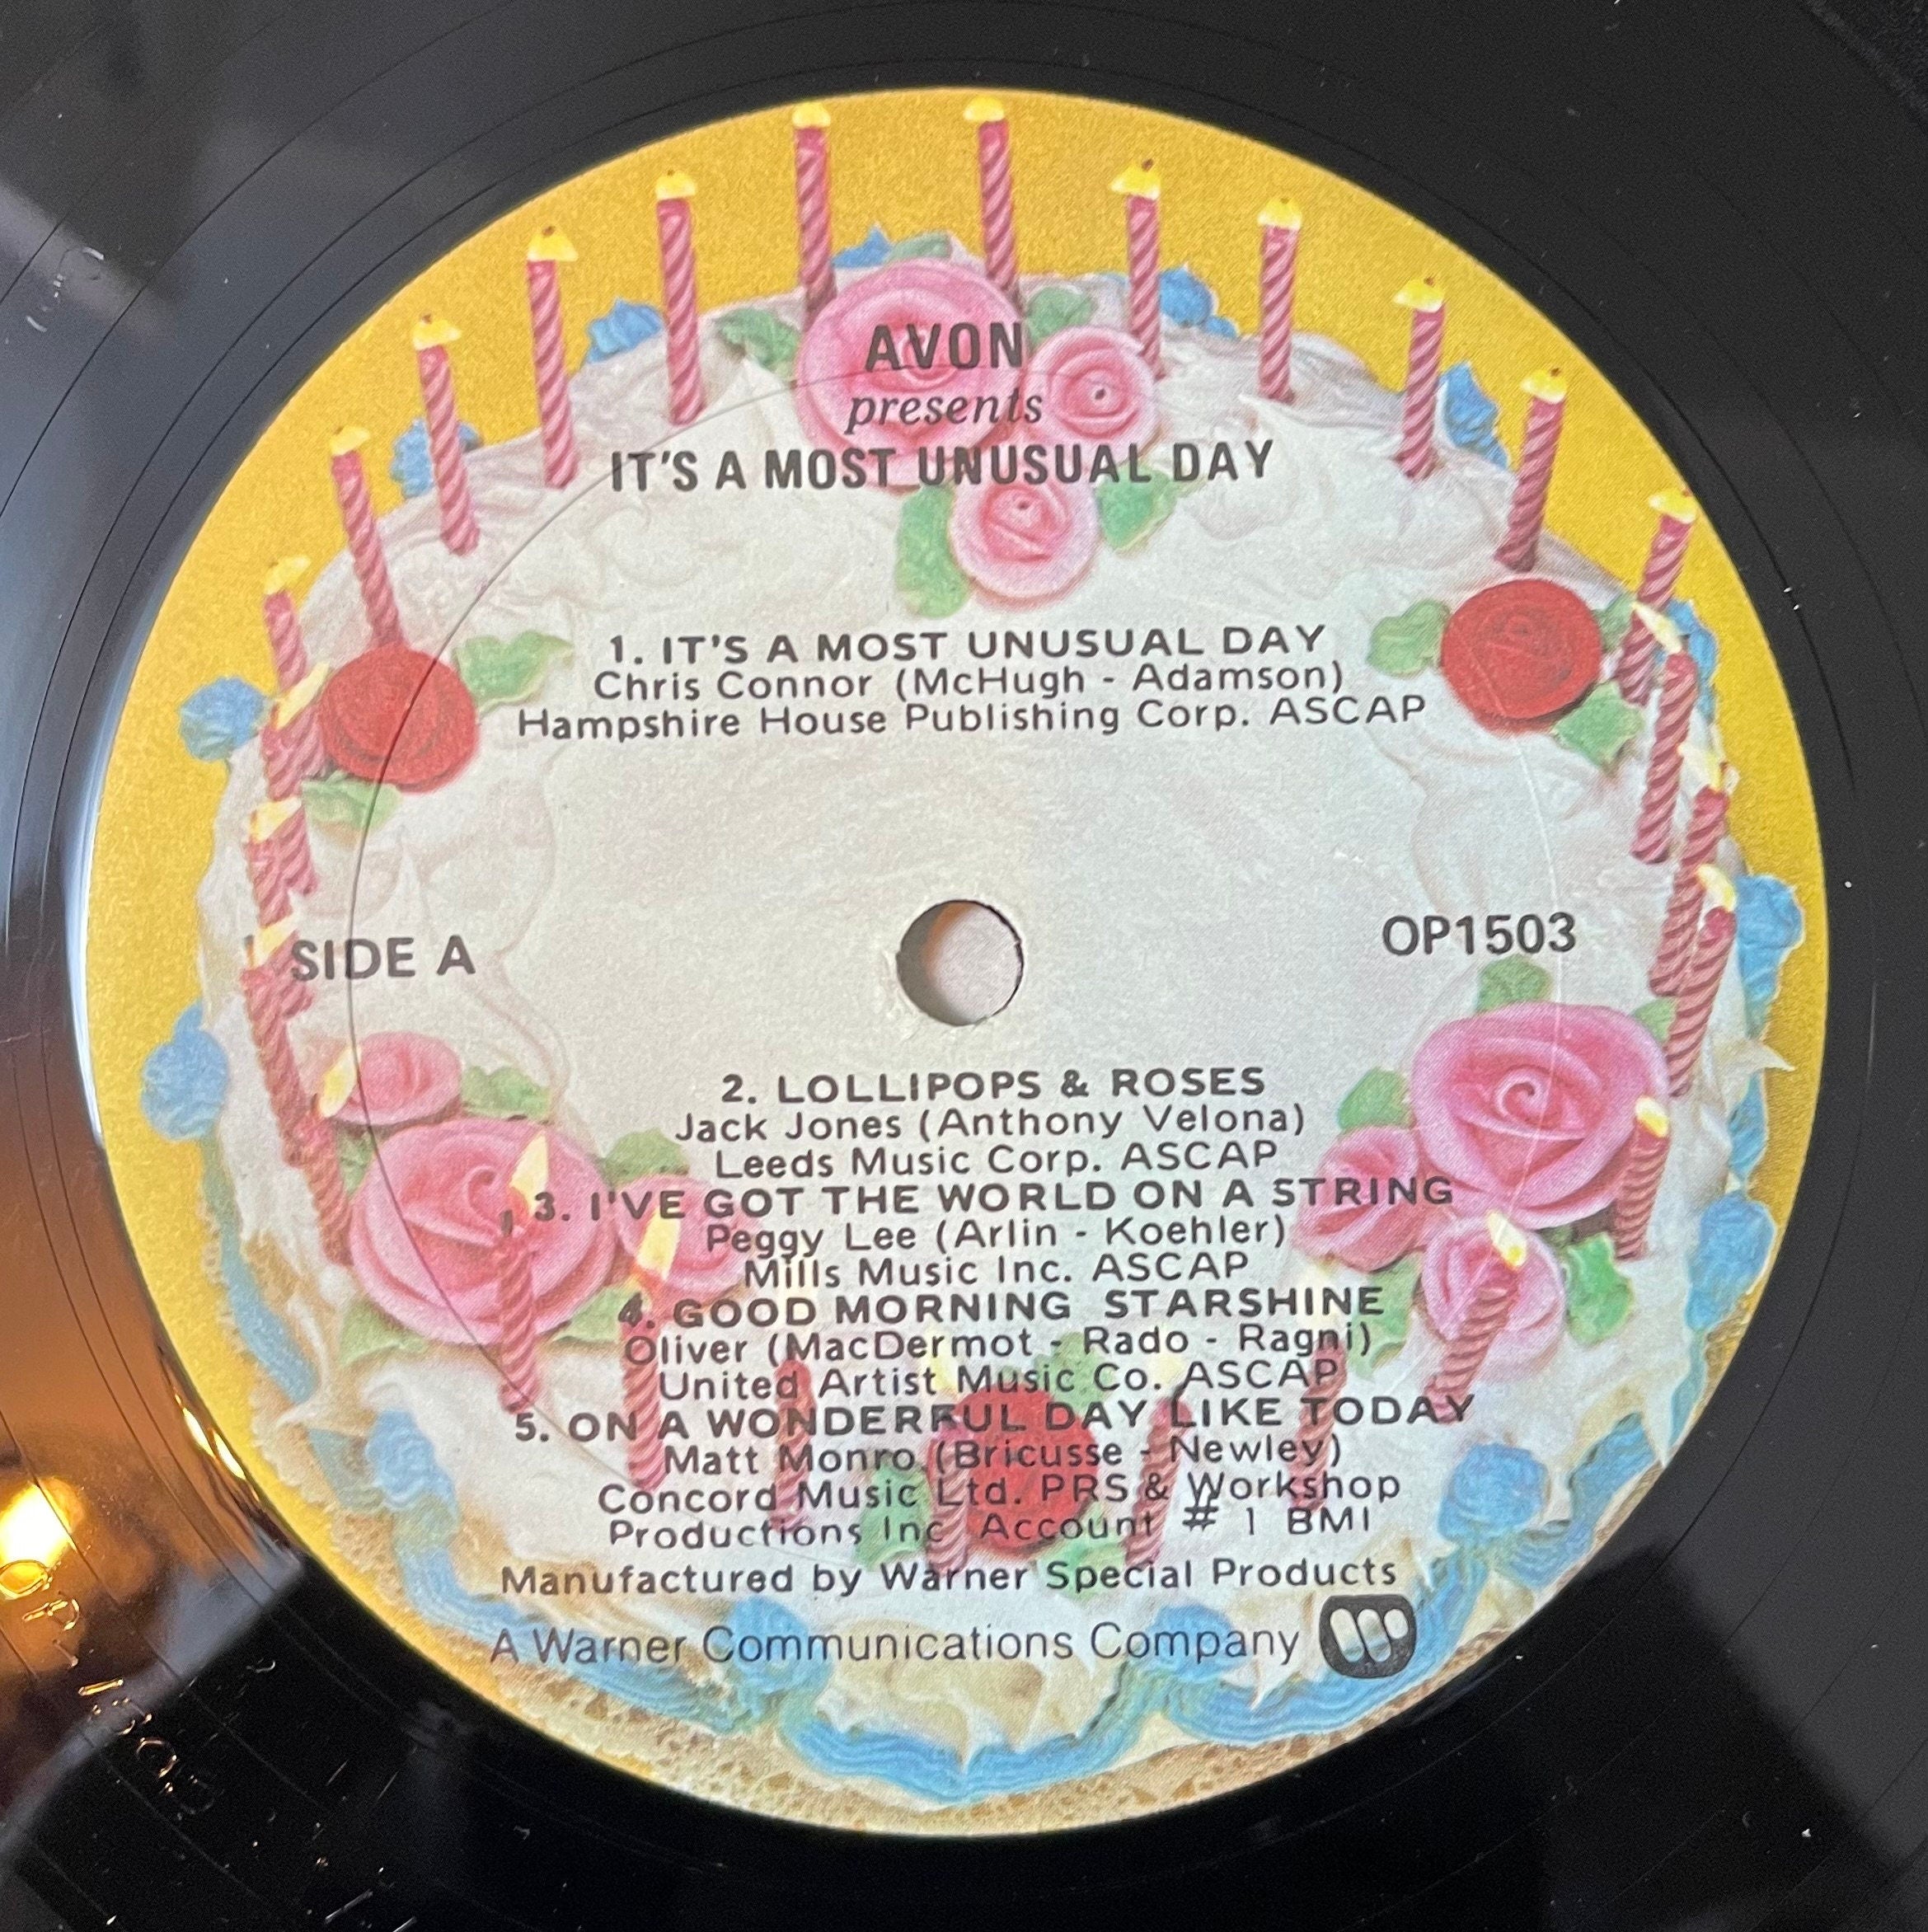 AVON
presents
IT'S A MOST UNUSUAL DAY
1. IT'S A MOST UNUSUAL DAY
Chris Connor (McHugh - Adamson)
Hampshire House Publishing Corp. ASCAP
SIDE A
OP1503
2. LOLLIPOPS & ROSES
Jack Jones (Anthony Velona)
Leeds Music Corp. ASCAP
3. I'VE GOT THE WORLD ON A STRING
Peggy Lee (Arlin - Koehler)
Mills Music Inc. ASCAP
4. GOOD MORNING STARSHINE
Oliver (MacDermot - Rado - Ragni)
United Artist Music Co. ASCAP
5. ON A WONDERFUL DAY LIKE TODAY
Matt Monro (Bricusse - Newley)
Concord Music Ltd. PRS & Workshop
Productions Inc Account # 1 BMI
Manufactured by Warner Special Products
A Warner Communications Company